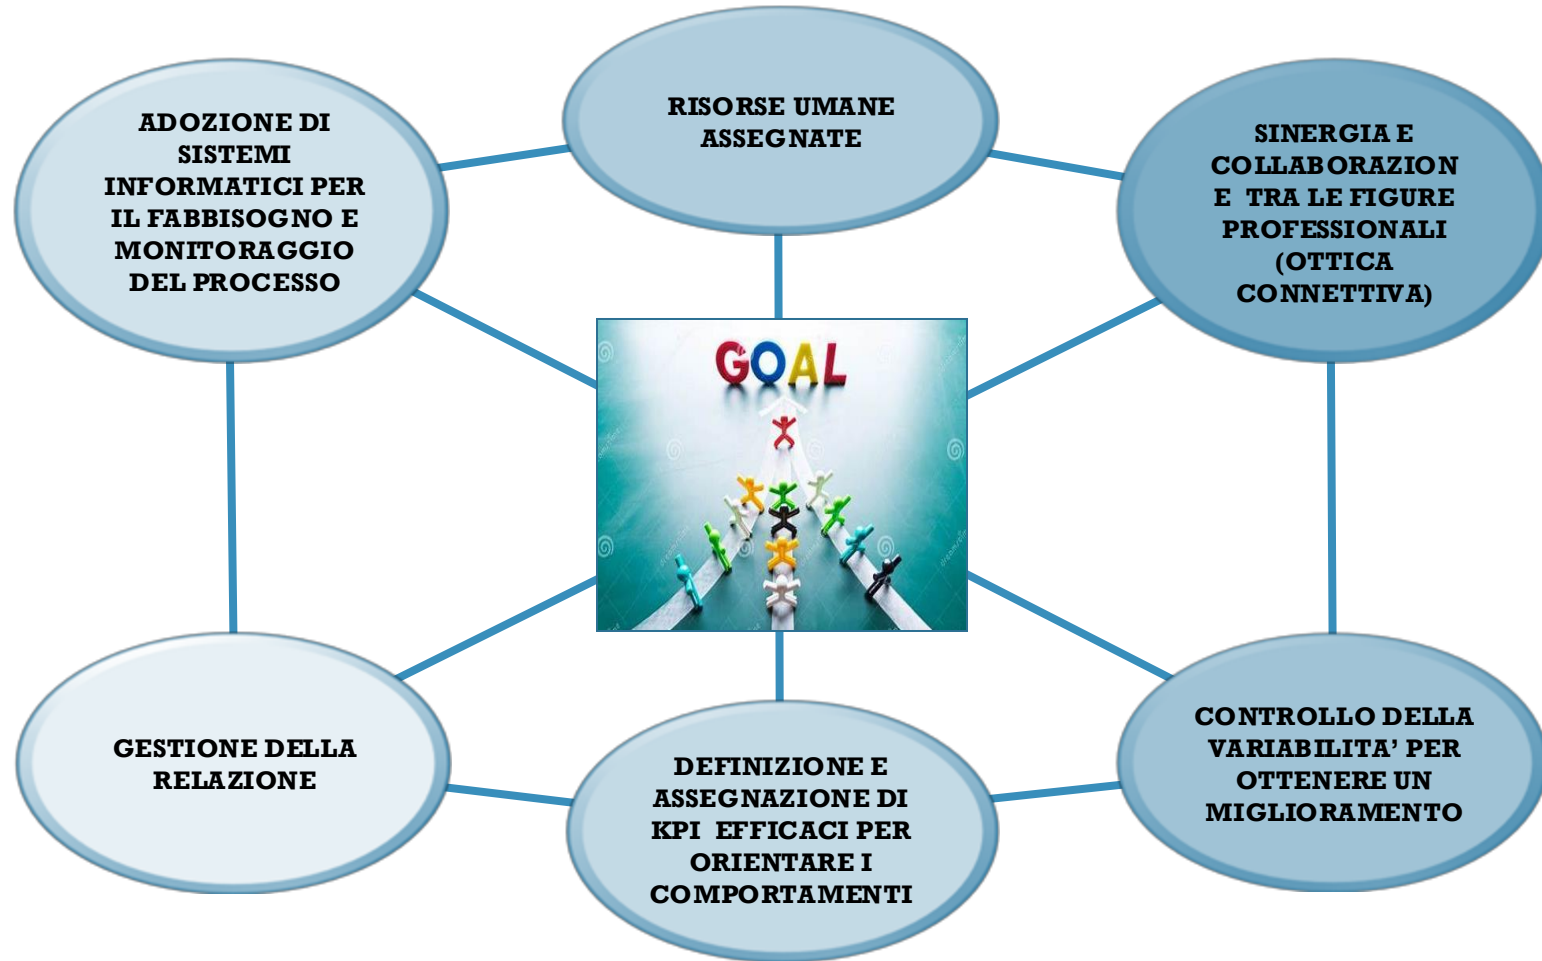 ADOZIONE DI
SISTEMI
INFORMATICI PER
IL FABBISOGNO E
MONITORAGGIO
DEL PROCESSO
RISORSE UMANE
ASSEGNATE
SINERGIA E
COLLABORAZION
E TRA LE FIGURE
PROFESSIONALI
(OTTICA
CONNETTIVA)
GOAL
GESTIONE DELLA
RELAZIONE
DEFINIZIONE E
ASSEGNAZIONE DI
KPI EFFICACI PER
ORIENTARE I
COMPORTAMENTI
CONTROLLO DELLA
VARIABILITA’ PER
OTTENERE UN
MIGLIORAMENTO